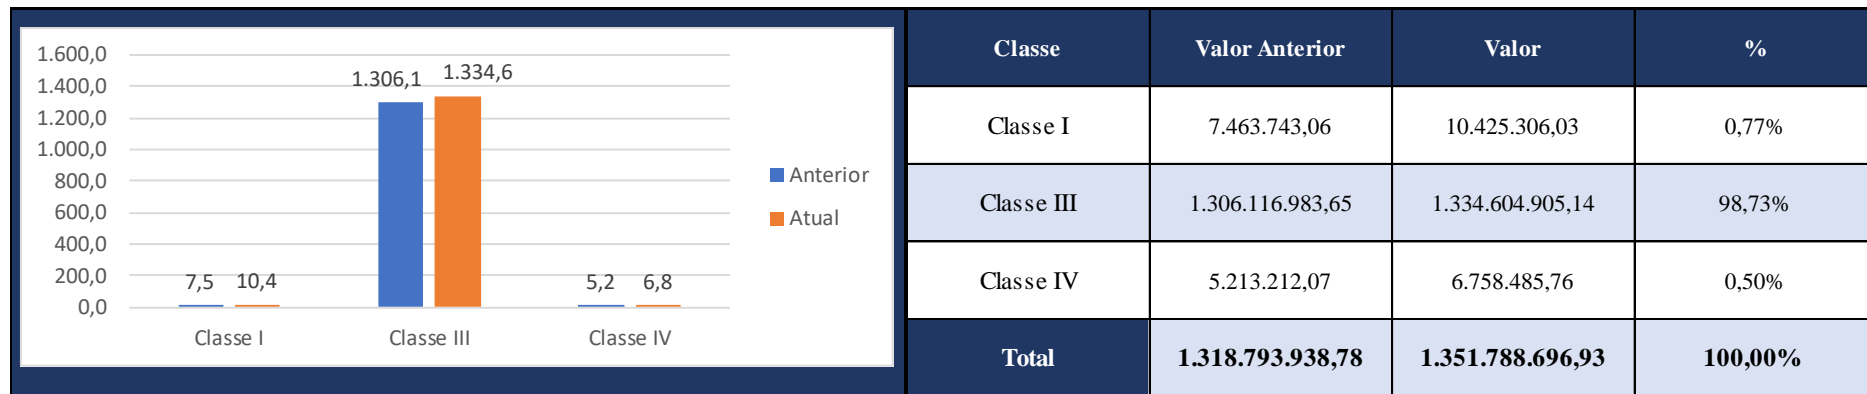 1.600,0
1.400,0
1.200,0
1.000,0
800,0
600,0
400,0
200,0
0,0
1.306,1 1.334,6
7,5 10,4
5,2 6,8
Classe I Classe III Classe IV
Anterior
Atual
Classe Valor Anterior Valor %
Classe I 7.463.743,06 10.425.306,03 0,77%
Classe III 1.306.116.983,65 1.334.604.905,14 98,73%
Classe IV 5.213.212,07 6.758.485,76 0,50%
Total 1.318.793.938,78 1.351.788.696,93 100,00%